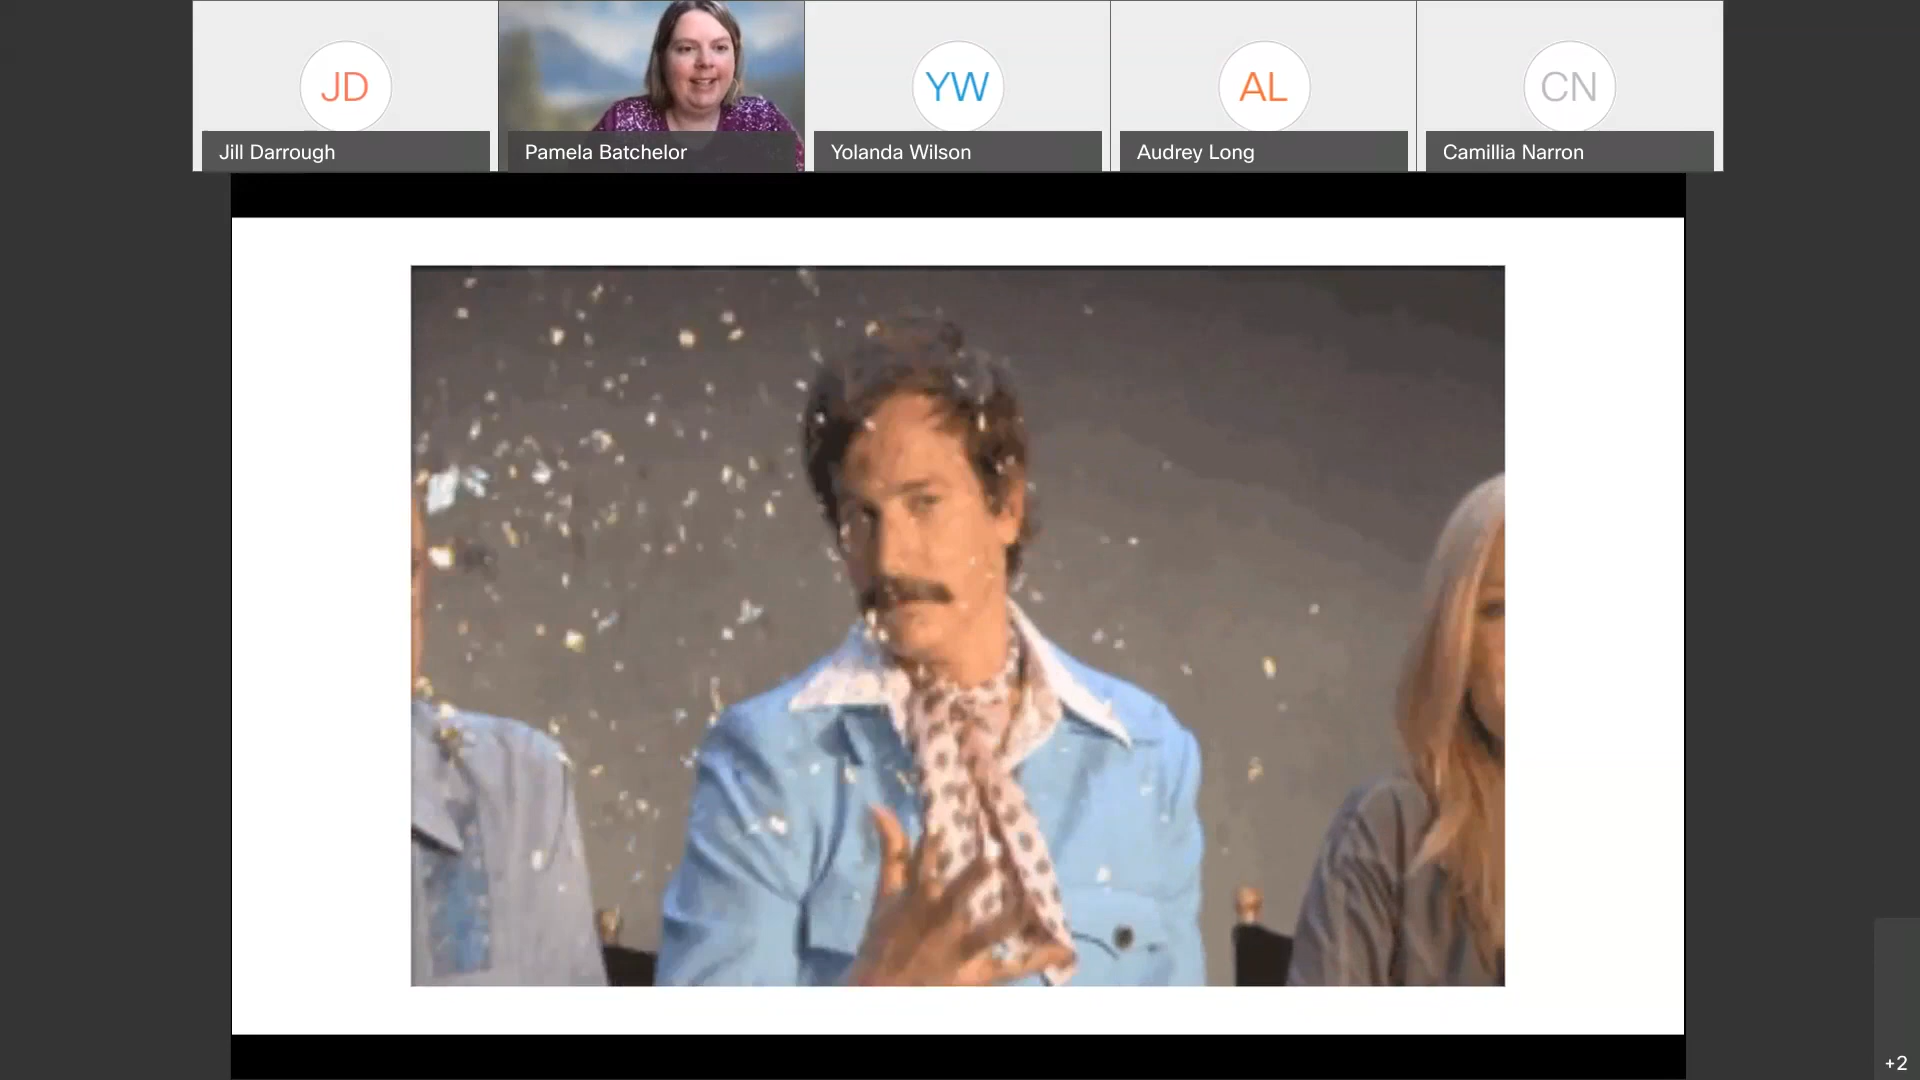 JD
Jill Darrough
Pamela Batchelor
YW
Yolanda Wilson
AL
Audrey Long
CN
Camillia Narron
+2